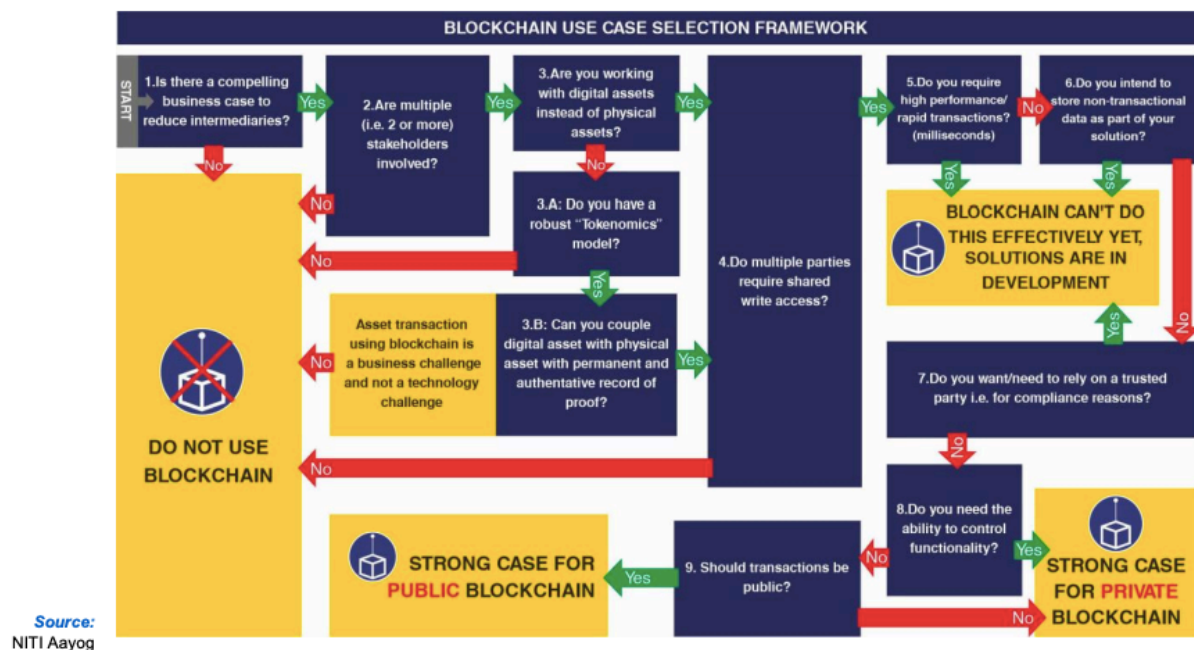 BLOCKCHAIN USE CASE SELECTION FRAMEWORK
START
1.Is there a compelling
business case to
reduce intermediaries?
Yes
No
2.Are multiple
(i.e. 2 or more)
stakeholders
involved?
Yes
No
3.Are you working
with digital assets
instead of physical
assets?
Yes
No
3.A: Do you have a
robust “Tokenomics”
model?
No
Yes
3.B: Can you couple
digital asset with physical
asset with permanent and
authentative record of
proof?
Yes
Asset transaction
using blockchain is
a business challenge
and not a technology
challenge
No
4.Do multiple parties
require shared
write access?
Yes
No
5.Do you require
high performance/
rapid transactions?
(milliseconds)
No
Yes
6.Do you intend to
store non-transactional
data as part of your
solution?
Yes
No
BLOCKCHAIN CAN'T DO
THIS EFFECTIVELY YET,
SOLUTIONS ARE IN
DEVELOPMENT
Yes
7.Do you want/need to rely on a trusted
party i.e. for compliance reasons?
No
8.Do you need the
ability to control
functionality?
Yes
No
9. Should transactions be
public?
Yes
No
STRONG CASE FOR
PUBLIC BLOCKCHAIN
STRONG CASE
FOR PRIVATE
BLOCKCHAIN
DO NOT USE
BLOCKCHAIN
Source:
NITI Aayog